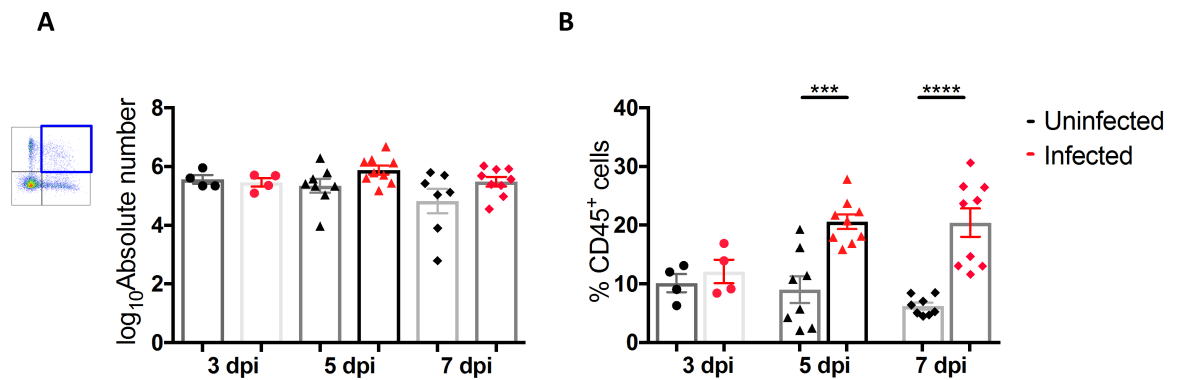 A
B
log10Absolute number
8
6
4
2
0
3 dpi
5 dpi
7 dpi
% CD45+ cells
40
30
20
10
0
***
****
3 dpi
5 dpi
7 dpi
Uninfected
Infected